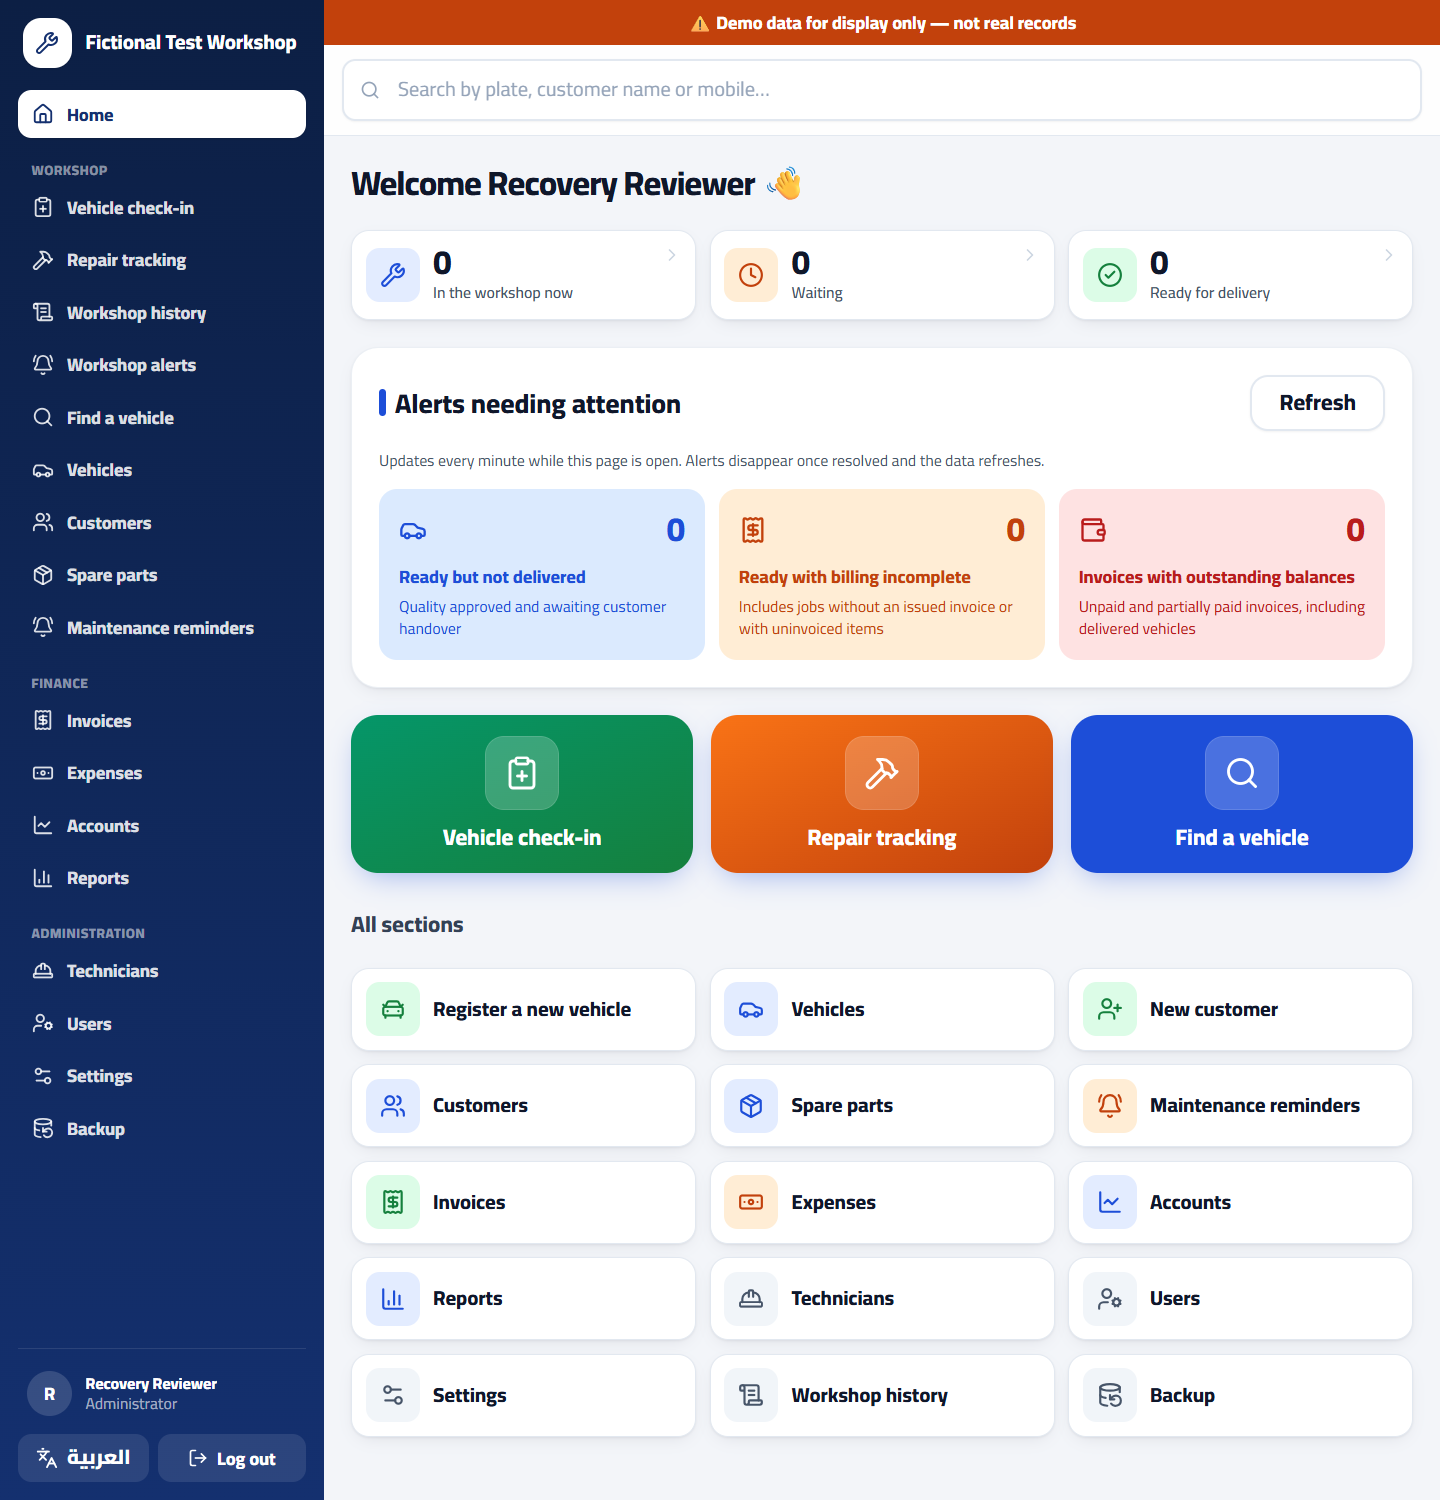 Fictional Test Workshop
Home
WORKSHOP
Vehicle check-in
Repair tracking
Workshop history
Workshop alerts
Find a vehicle
Vehicles
Customers
Spare parts
Maintenance reminders
FINANCE
Invoices
Expenses
Accounts
Reports
ADMINISTRATION
Technicians
Users
Settings
Backup
R
Recovery Reviewer
Administrator
العربية
Log out
⚠️ Demo data for display only — not real records
Search by plate, customer name or mobile...
Welcome Recovery Reviewer 👋
0
In the workshop now
0
Waiting
0
Ready for delivery
Alerts needing attention
Refresh
Updates every minute while this page is open. Alerts disappear once resolved and the data refreshes.
0
Ready but not delivered
Quality approved and awaiting customer
handover
0
Ready with billing incomplete
Includes jobs without an issued invoice or
with uninvoiced items
0
Invoices with outstanding balances
Unpaid and partially paid invoices, including
delivered vehicles
Vehicle check-in
Repair tracking
Find a vehicle
All sections
Register a new vehicle
Vehicles
New customer
Customers
Spare parts
Maintenance reminders
Invoices
Expenses
Accounts
Reports
Technicians
Users
Settings
Workshop history
Backup